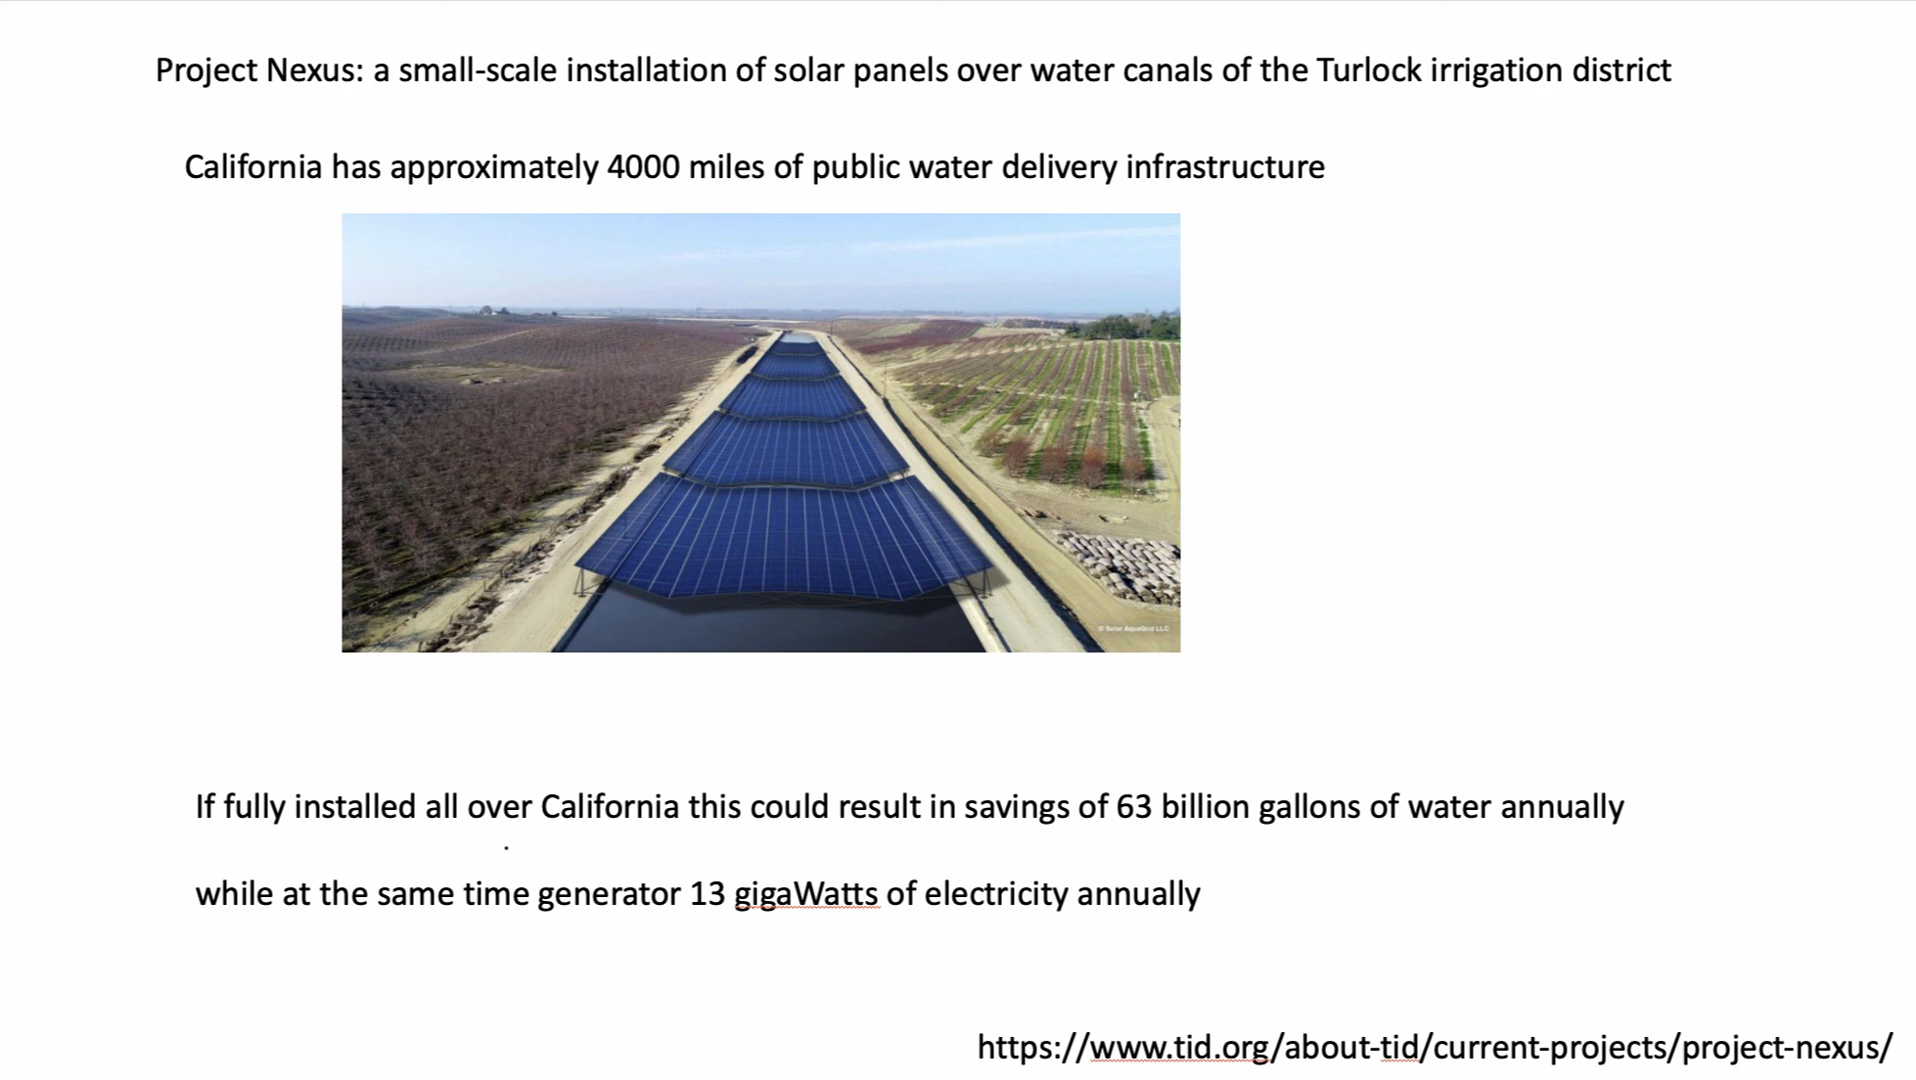 Project Nexus: a small-scale installation of solar panels over water canals of the Turlock irrigation district
California has approximately 4000 miles of public water delivery infrastructure
© Solar AquaGrid LLC
If fully installed all over California this could result in savings of 63 billion gallons of water annually
while at the same time generator 13 gigaWatts of electricity annually
https://www.tid.org/about-tid/current-projects/project-nexus/